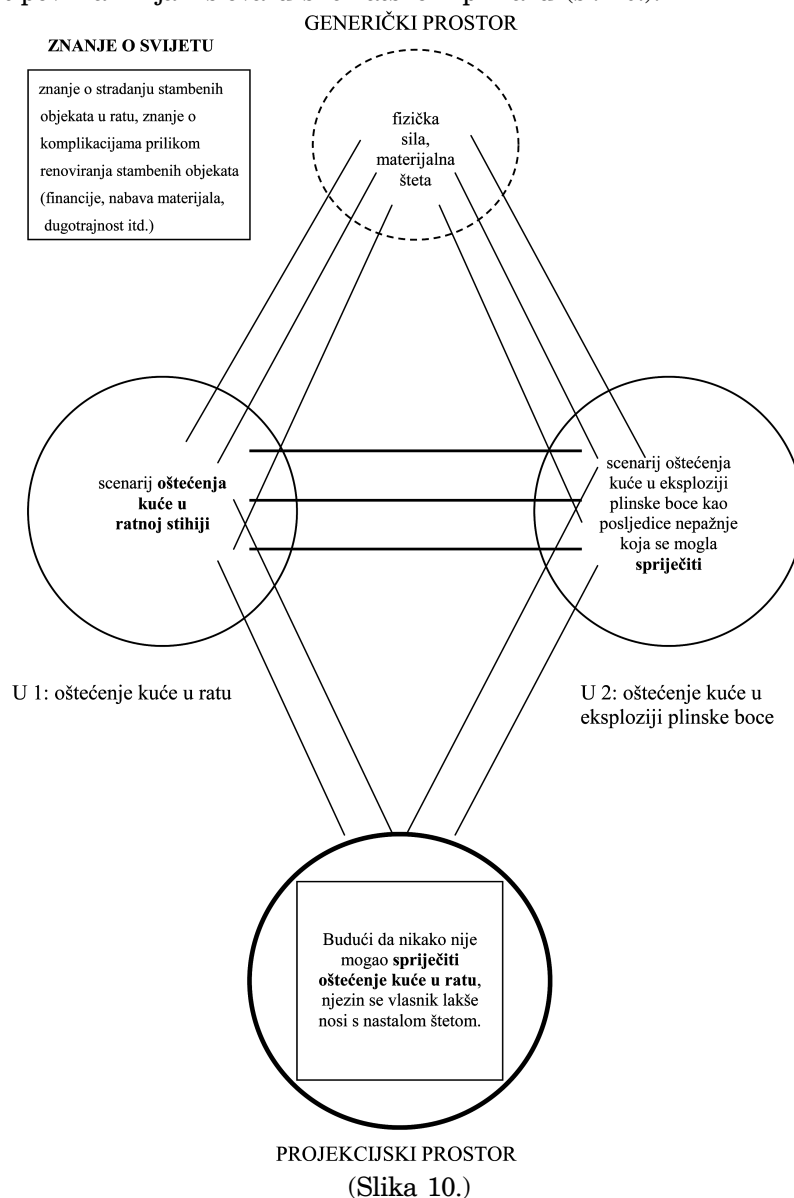 GENERIČKI PROSTOR
ZNANJE O SVIJETU
znanje o stradanju stambenih
objekata u ratu, znanje o
komplikacijama prilikom
renoviranja stambenih objekata
(financije, nabava materijala,
dugotrajnost itd.)
fizička
sila,
materijalna
šteta
scenarij oštećenja
kuće u
ratnoj stihiji
scenarij oštećenja
kuće u eksploziji
plinske boce kao
posljedice nepažnje
koja se mogla
spriječiti
U 1: oštećenje kuće u ratu
U 2: oštećenje kuće u
eksploziji plinske boce
Budući da nikako nije
mogao spriječiti
oštećenje kuće u ratu,
njezin se vlasnik lakše
nosi s nastalom štetom.
PROJEKCIJSKI PROSTOR
(Slika 10.)